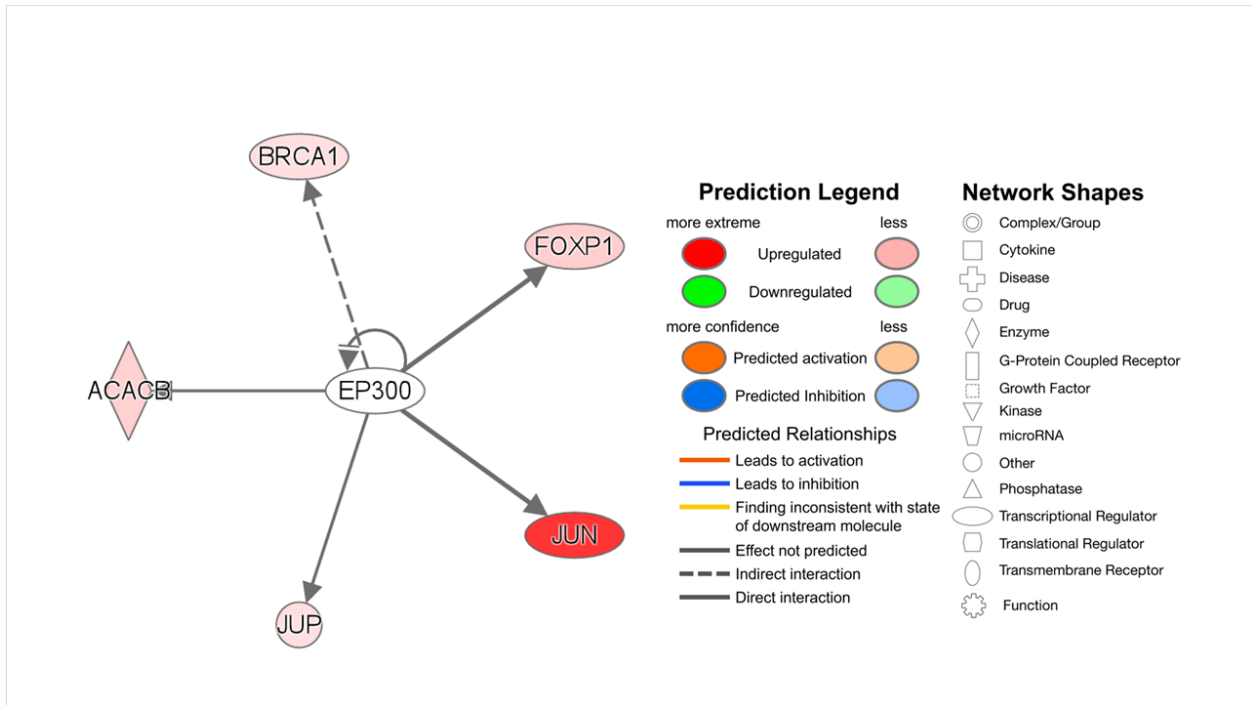 BRCA1
FOXP1
ACACB
EP300
JUN
JUP
Prediction Legend
more extreme less
Upregulated
Downregulated
more confidence less
Predicted activation
Predicted Inhibition
Predicted Relationships
Leads to activation
Leads to inhibition
Finding inconsistent with state
of downstream molecule
Effect not predicted
Indirect interaction
Direct interaction
Network Shapes
Complex/Group
Cytokine
Disease
Drug
Enzyme
G-Protein Coupled Receptor
Growth Factor
Kinase
microRNA
Other
Phosphatase
Transcriptional Regulator
Translational Regulator
Transmembrane Receptor
Function